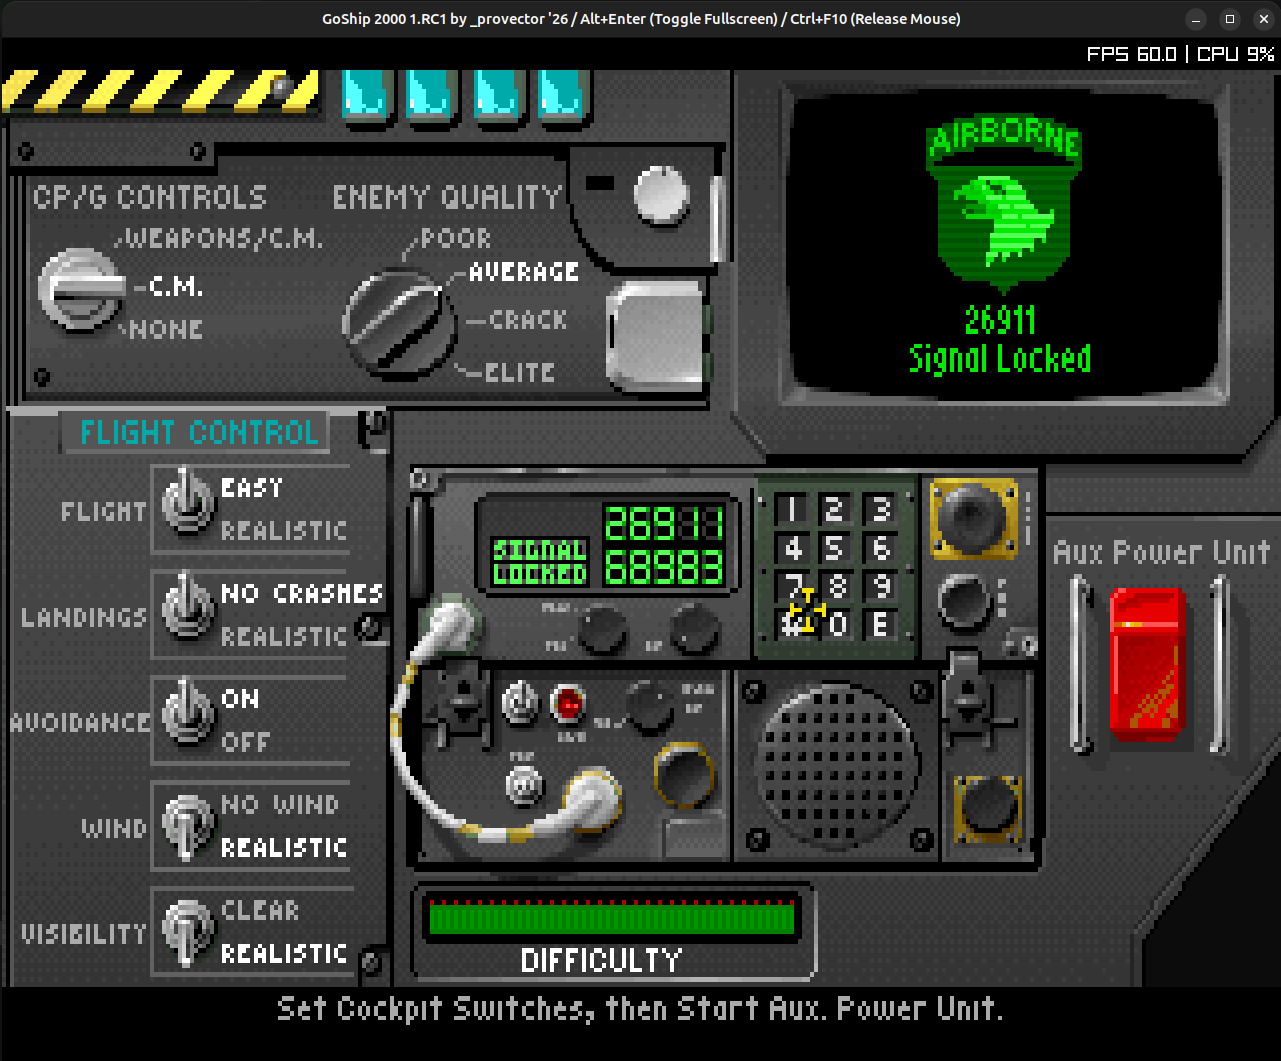 GoShip 2000 1.RC1 by _provector '26 / Alt+Enter (Toggle Fullscreen) / Ctrl+F10 (Release Mouse)
FPS 60.0 | CPU 9%
CP/G CONTROLS
WEAPONS/C.M.
C.M.
NONE
ENEMY QUALITY
POOR
AVERAGE
CRACK
ELITE
AIRBORNE
26911
Signal Locked
FLIGHT CONTROL
FLIGHT
EASY
REALISTIC
LANDINGS
NO CRASHES
REALISTIC
AVOIDANCE
ON
OFF
WIND
NO WIND
REALISTIC
VISIBILITY
CLEAR
REALISTIC
26911
SIGNAL
LOCKED 68983
1 2 3
4 5 6
7 8 9
# 0 E
Aux Power Unit
DIFFICULTY
Set Cockpit Switches, then Start Aux. Power Unit.